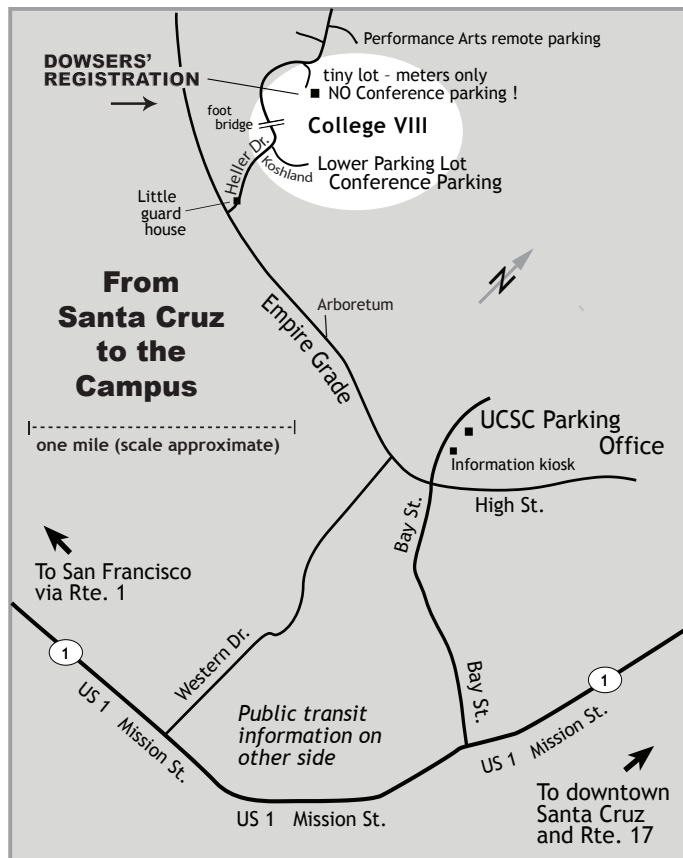 Performance Arts remote parking
DOWSERS'
REGISTRATION
tiny lot – meters only
NO Conference parking !
foot
bridge
College VIII
Heller Dr.
Koshland
Lower Parking Lot
Conference Parking
Little
guard
house
N
From
Santa Cruz
to the
Campus
Arboretum
Empire Grade
one mile (scale approximate)
UCSC Parking
Office
Information kiosk
High St.
Bay St.
To San Francisco
via Rte. 1
1
US 1 Mission St.
Western Dr.
Bay St.
Public transit
information on
other side
1
US 1 Mission St.
US 1 Mission St.
To downtown
Santa Cruz
and Rte. 17